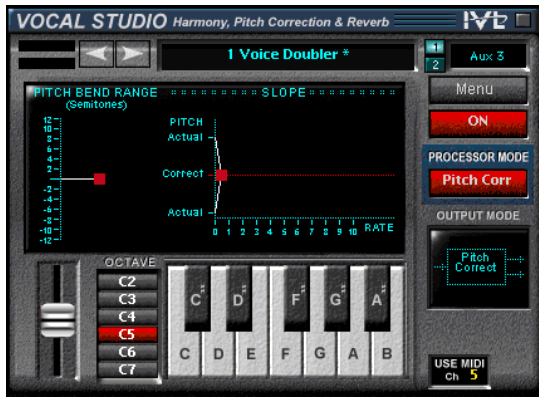 VOCAL STUDIO Harmony, Pitch Correction & Reverb IVL
1 Voice Doubler *
1
2
Aux 3
Menu
ON
PROCESSOR MODE
Pitch Corr
OUTPUT MODE
Pitch
Correct
PITCH BEND RANGE
(Semitones)
SLOPE
12
10
8
6
4
2
-2
-4
-6
-8
-10
-12
PITCH
Actual
Correct
Actual
0 1 2 3 4 5 6 7 8 9 10 RATE
OCTAVE
C2
C3
C4
C5
C6
C7
C# D# F# G# A#
C D E F G A B
USE MIDI
Ch 5